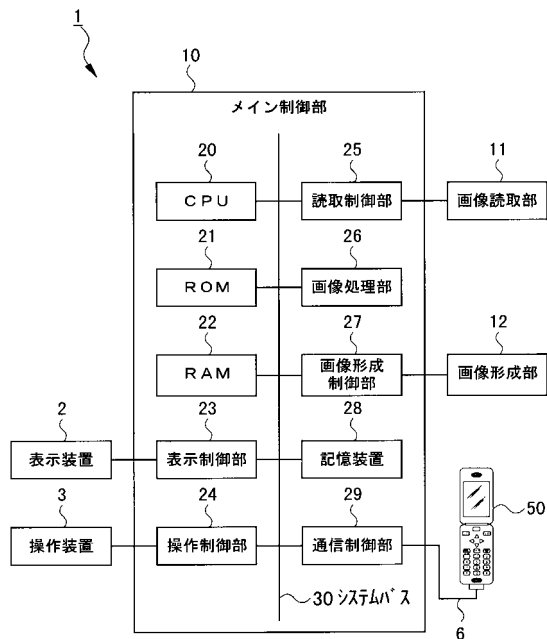 1
10
メイン制御部
20
25
11
CPU
読取制御部
画像読取部
21
26
ROM
画像処理部
22
27
12
RAM
画像形成
制御部
画像形成部
2
23
28
表示装置
表示制御部
記憶装置
3
24
29
50
操作装置
操作制御部
通信制御部
30 システムバス
6